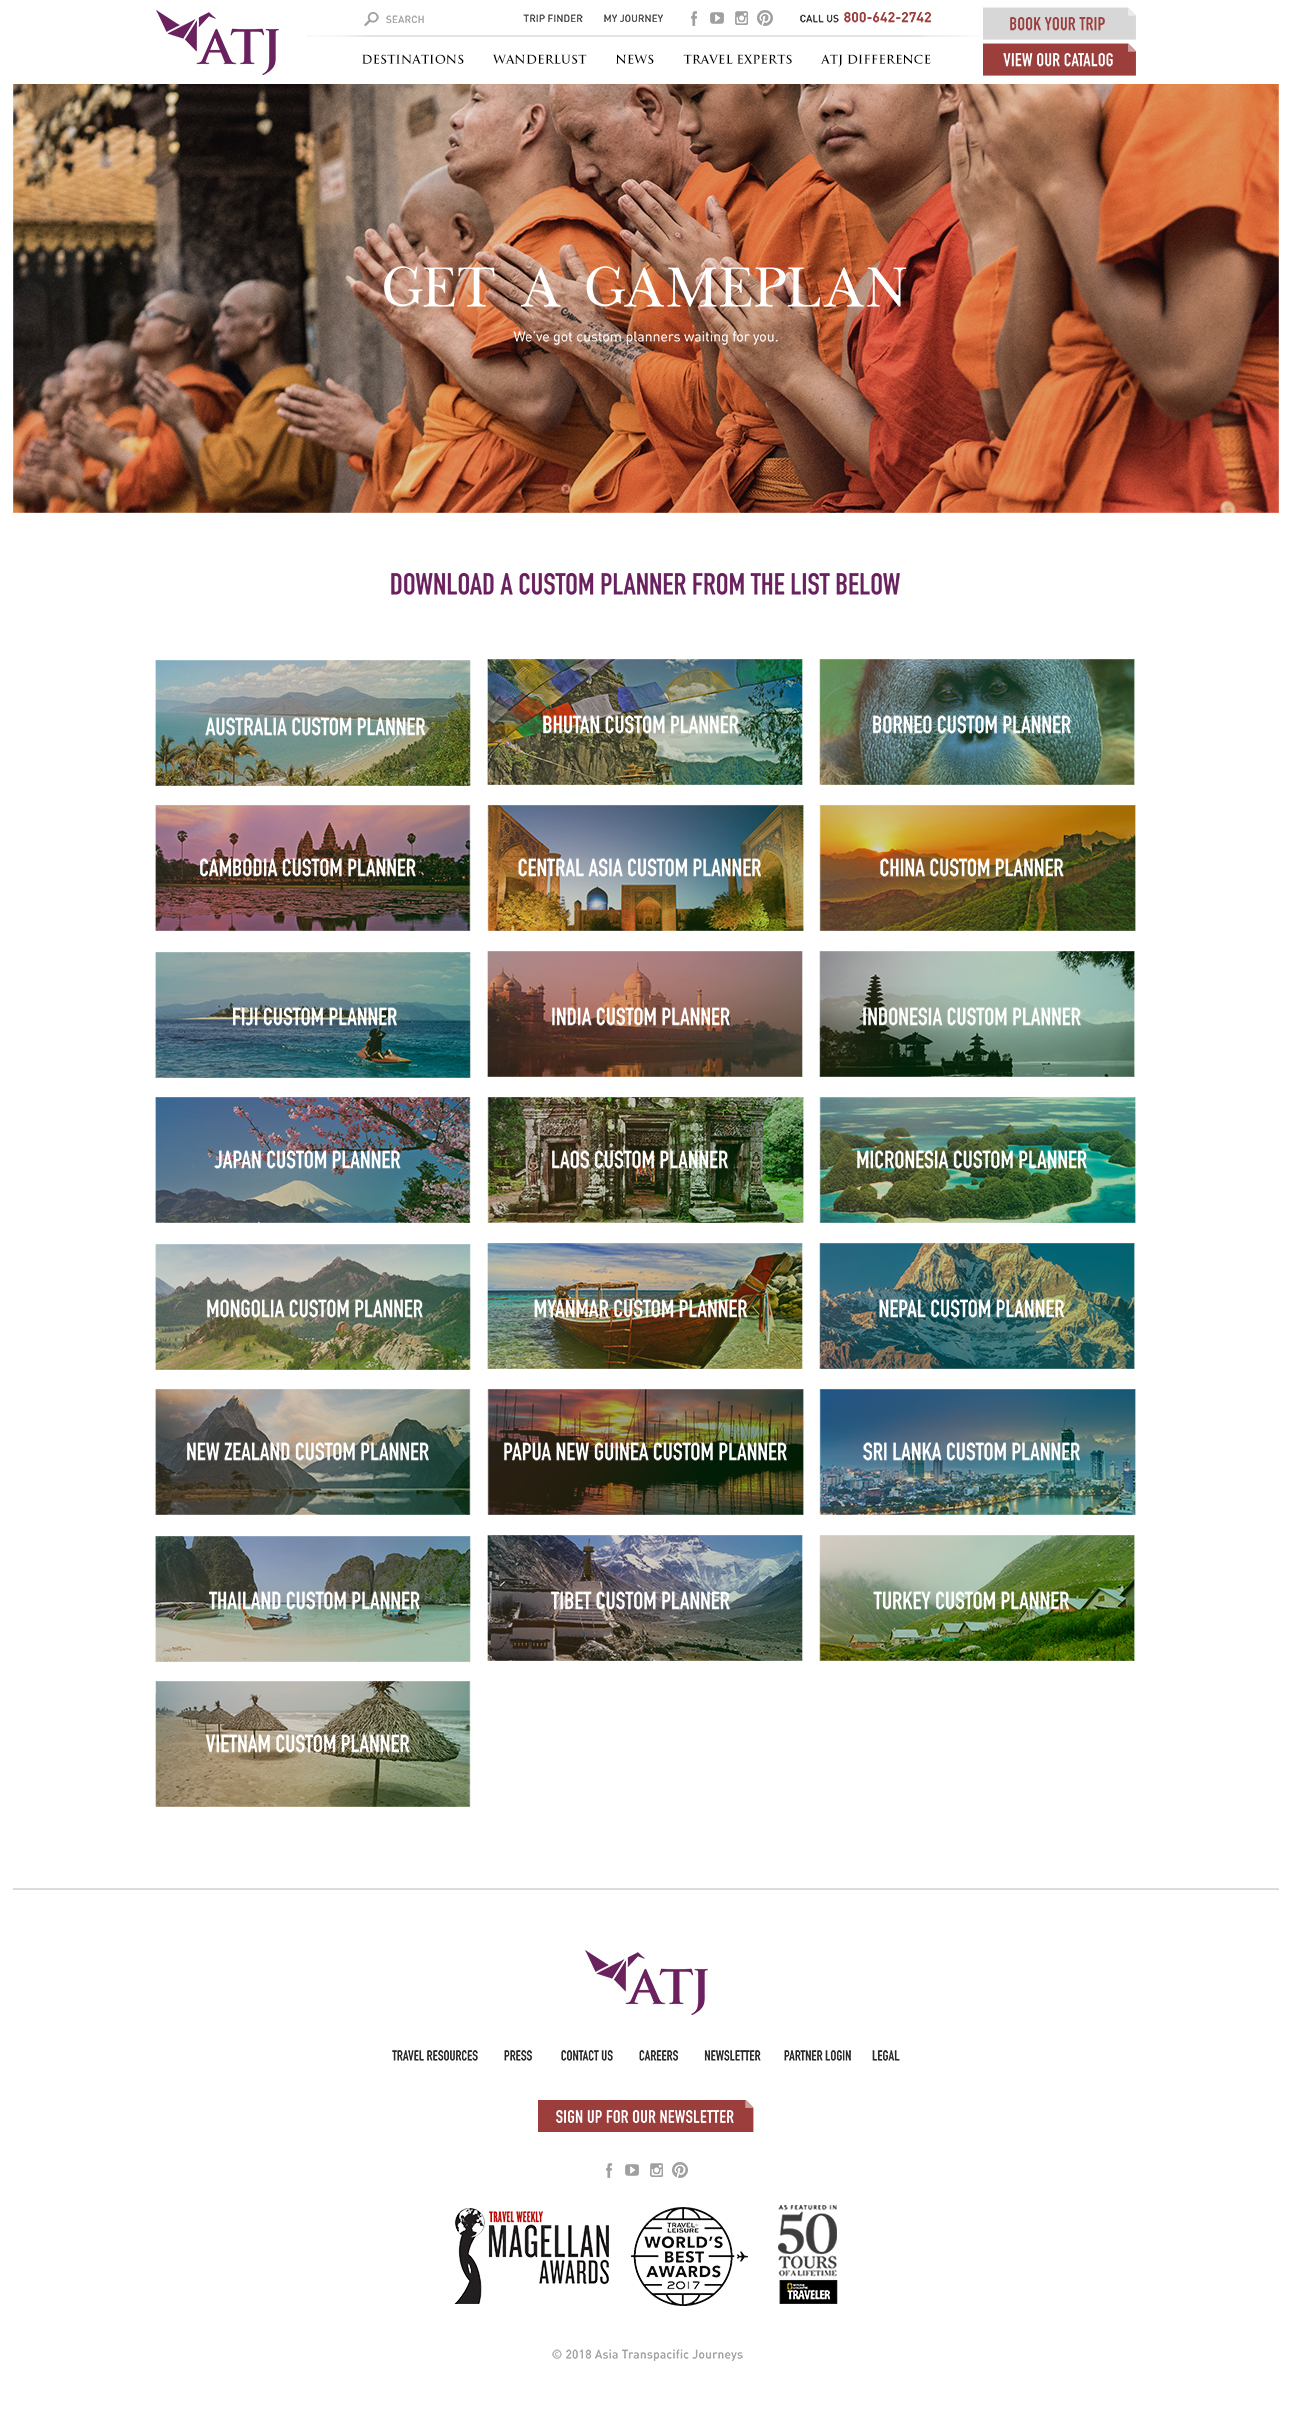 ATJ
SEARCH
TRIP FINDER
MY JOURNEY
CALL US 800-642-2742
BOOK YOUR TRIP
DESTINATIONS
WANDERLUST
NEWS
TRAVEL EXPERTS
ATJ DIFFERENCE
VIEW OUR CATALOG
GET A GAMEPLAN
We've got custom planners waiting for you.
DOWNLOAD A CUSTOM PLANNER FROM THE LIST BELOW
AUSTRALIA CUSTOM PLANNER
BHUTAN CUSTOM PLANNER
BORNEO CUSTOM PLANNER
CAMBODIA CUSTOM PLANNER
CENTRAL ASIA CUSTOM PLANNER
CHINA CUSTOM PLANNER
FIJI CUSTOM PLANNER
INDIA CUSTOM PLANNER
INDONESIA CUSTOM PLANNER
JAPAN CUSTOM PLANNER
LAOS CUSTOM PLANNER
MICRONESIA CUSTOM PLANNER
MONGOLIA CUSTOM PLANNER
MYANMAR CUSTOM PLANNER
NEPAL CUSTOM PLANNER
NEW ZEALAND CUSTOM PLANNER
PAPUA NEW GUINEA CUSTOM PLANNER
SRI LANKA CUSTOM PLANNER
THAILAND CUSTOM PLANNER
TIBET CUSTOM PLANNER
TURKEY CUSTOM PLANNER
VIETNAM CUSTOM PLANNER
ATJ
TRAVEL RESOURCES
PRESS
CONTACT US
CAREERS
NEWSLETTER
PARTNER LOGIN
LEGAL
SIGN UP FOR OUR NEWSLETTER
TRAVEL WEEKLY
MAGELLAN
AWARDS
TRAVEL+
LEISURE
WORLD'S
BEST
AWARDS
2017
AS FEATURED IN
50
TOURS
OF A LIFETIME
NATIONAL GEOGRAPHIC
TRAVELER
© 2018 Asia Transpacific Journeys